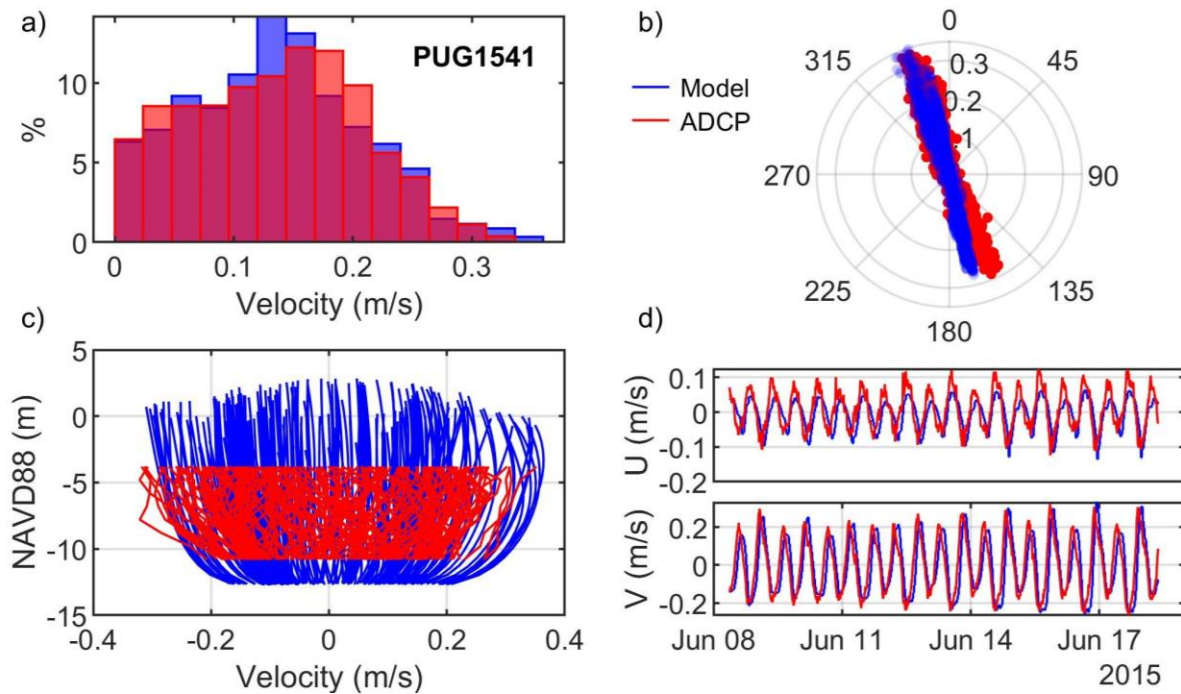 a)
PUG1541
10
5
0
%
0 0.1 0.2 0.3
Velocity (m/s)
b)
0
45
90
135
180
225
270
315
0.3
0.2
.1
Model
ADCP
c)
5
0
-5
-10
-15
NAVD88 (m)
-0.4 -0.2 0 0.2 0.4
Velocity (m/s)
d)
0.1
0
-0.1
-0.2
U (m/s)
0.2
0
-0.2
V (m/s)
Jun 08 Jun 11 Jun 14 Jun 17
2015